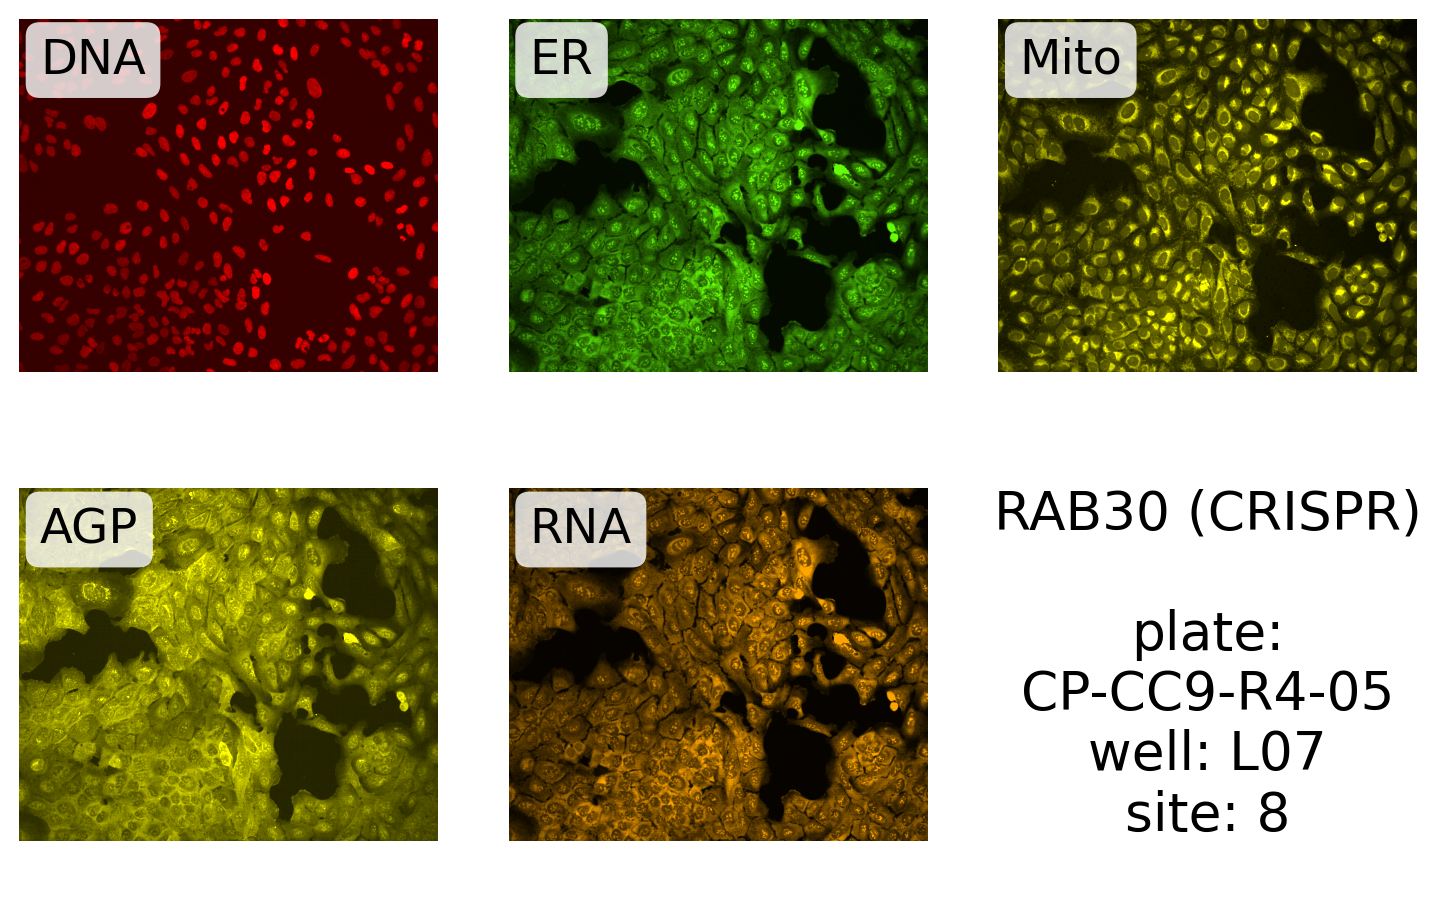 DNA
ER
Mito
AGP
RNA
RAB30 (CRISPR)
plate:
CP-CC9-R4-05
well: L07
site: 8